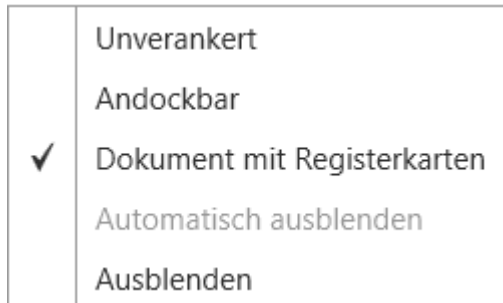 Unverankert
Andockbar
Dokument mit Registerkarten
Automatisch ausblenden
Ausblenden